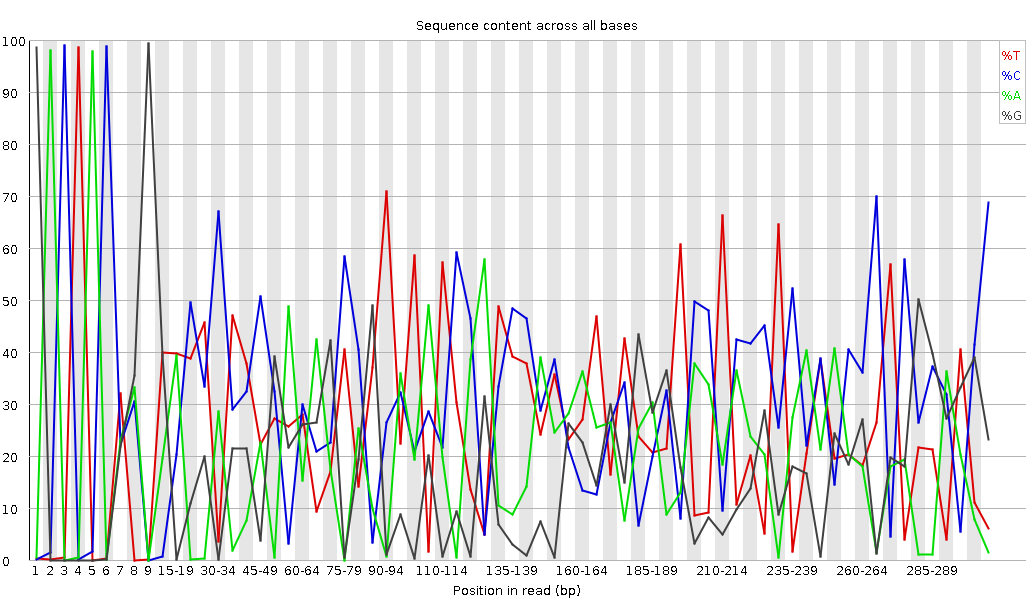 Sequence content across all bases
100
90
80
70
60
50
40
30
20
10
0
%T
%C
%A
%G
1 2 3 4 5 6 7 8 9 15-19 30-34 45-49 60-64 75-79 90-94 110-114 135-139 160-164 185-189 210-214 235-239 260-264 285-289
Position in read (bp)